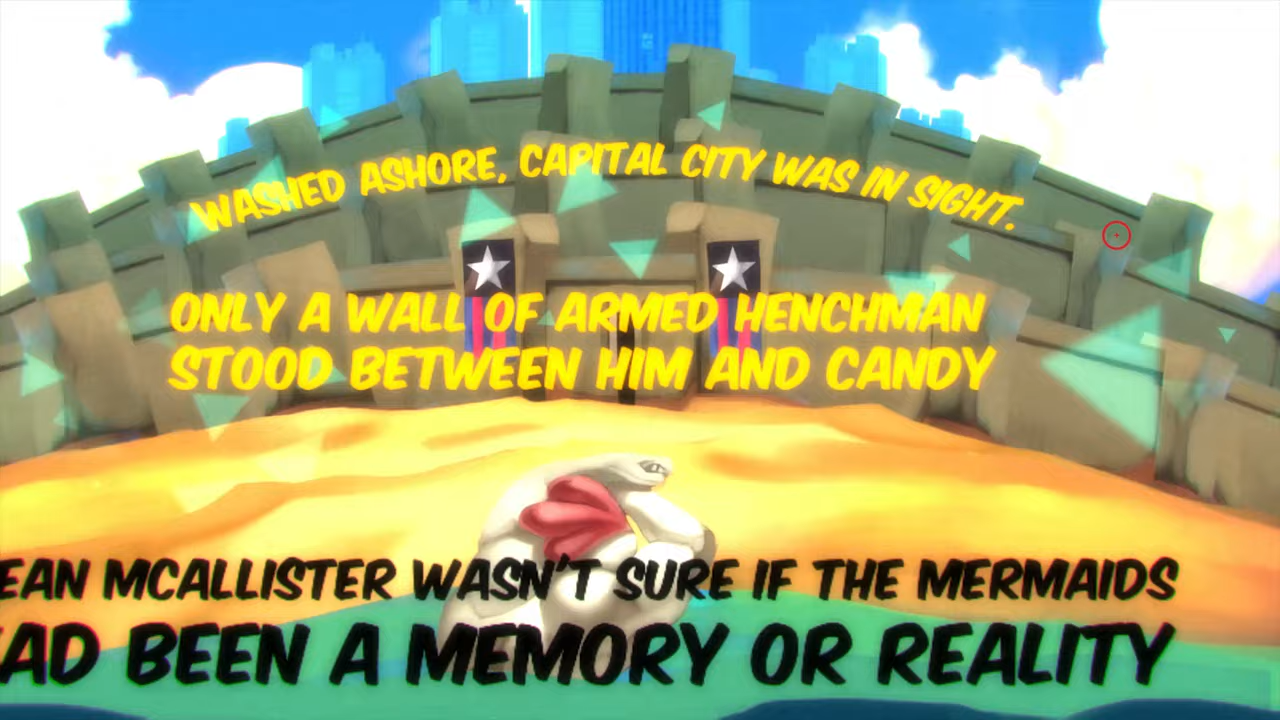 WASHED ASHORE, CAPITAL CITY WAS IN SIGHT.
ONLY A WALL OF ARMED HENCHMAN
STOOD BETWEEN HIM AND CANDY
EAN MCALLISTER WASN'T SURE IF THE MERMAIDS
AD BEEN A MEMORY OR REALITY